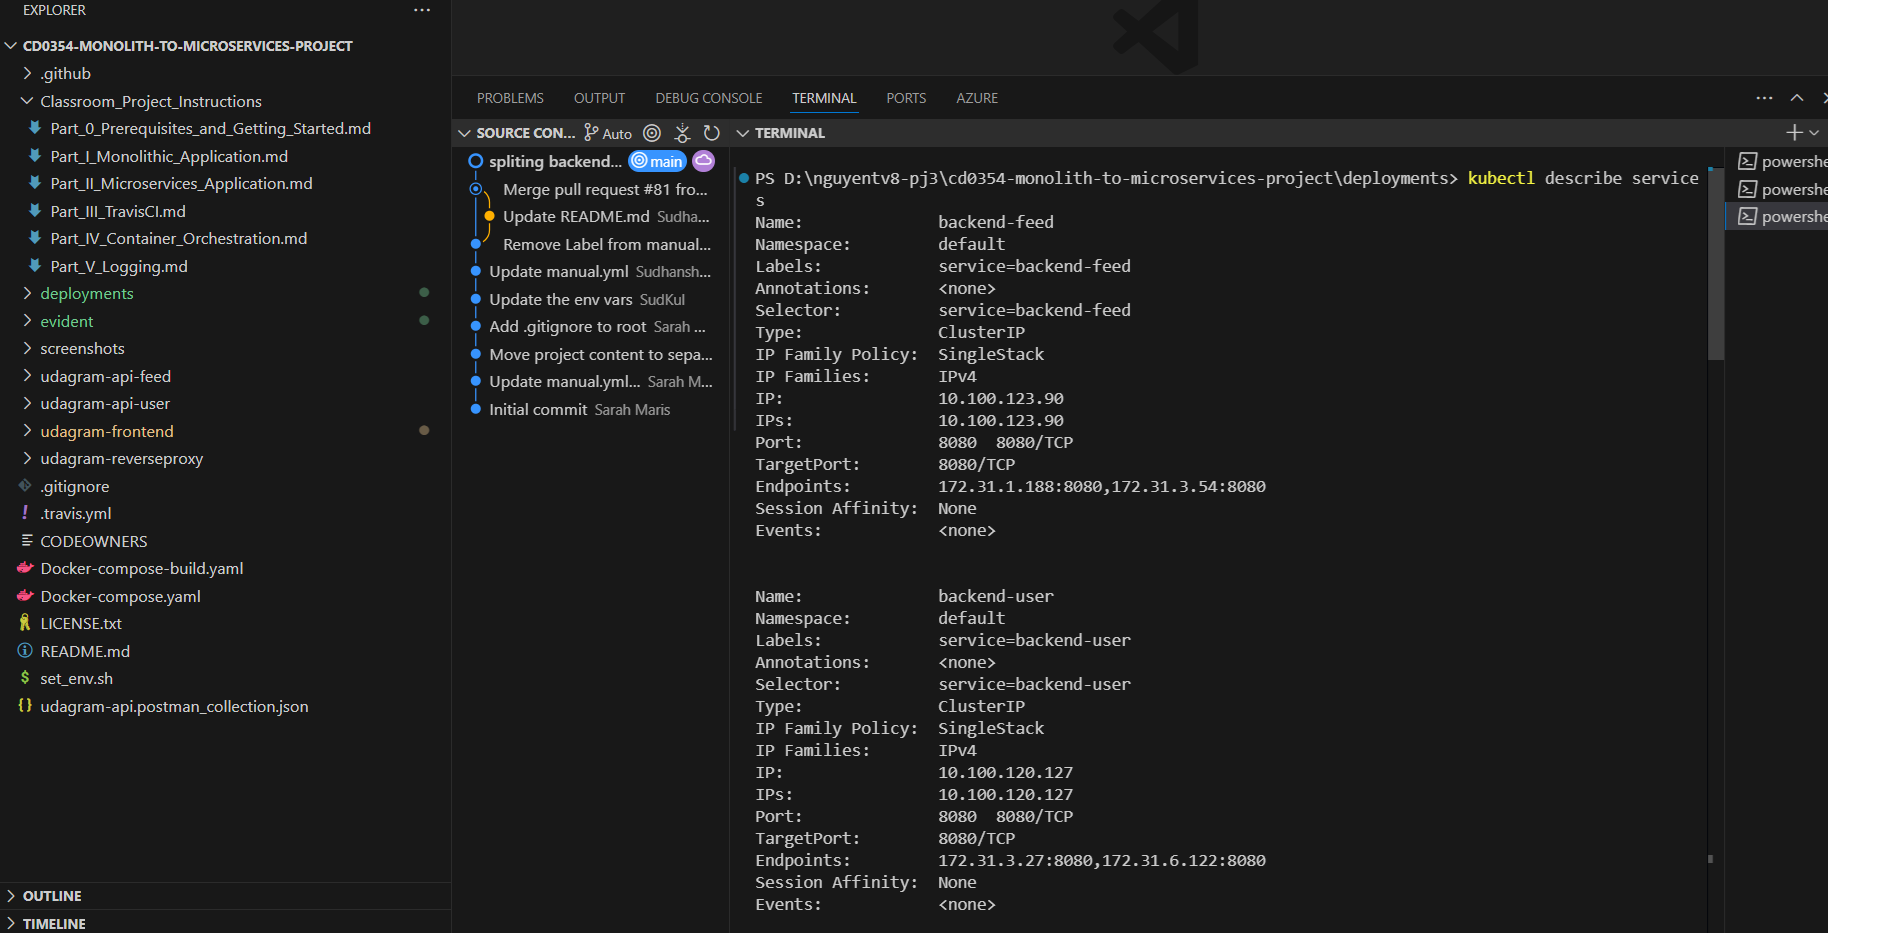 EXPLORER
CD0354-MONOLITH-TO-MICROSERVICES-PROJECT
.github
Classroom_Project_Instructions
Part_0_Prerequisites_and_Getting_Started.md
Part_I_Monolithic_Application.md
Part_II_Microservices_Application.md
Part_III_TravisCI.md
Part_IV_Container_Orchestration.md
Part_V_Logging.md
deployments
evident
screenshots
udagram-api-feed
udagram-api-user
udagram-frontend
udagram-reverseproxy
.gitignore
.travis.yml
CODEOWNERS
Docker-compose-build.yaml
Docker-compose.yaml
LICENSE.txt
README.md
set_env.sh
udagram-api.postman_collection.json
OUTLINE
TIMELINE
PROBLEMS OUTPUT DEBUG CONSOLE TERMINAL PORTS AZURE
SOURCE CON... Auto
spliting backend... main
Merge pull request #81 fro...
Update README.md Sudha...
Remove Label from manual...
Update manual.yml Sudhansh...
Update the env vars SudKul
Add .gitignore to root Sarah ...
Move project content to sepa...
Update manual.yml... Sarah M...
Initial commit Sarah Maris
TERMINAL
PS D:\nguyentv8-pj3\cd0354-monolith-to-microservices-project\deployments> kubectl describe service
s
Name: backend-feed
Namespace: default
Labels: service=backend-feed
Annotations: <none>
Selector: service=backend-feed
Type: ClusterIP
IP Family Policy: SingleStack
IP Families: IPv4
IP: 10.100.123.90
IPs: 10.100.123.90
Port: 8080 8080/TCP
TargetPort: 8080/TCP
Endpoints: 172.31.1.188:8080,172.31.3.54:8080
Session Affinity: None
Events: <none>
Name: backend-user
Namespace: default
Labels: service=backend-user
Annotations: <none>
Selector: service=backend-user
Type: ClusterIP
IP Family Policy: SingleStack
IP Families: IPv4
IP: 10.100.120.127
IPs: 10.100.120.127
Port: 8080 8080/TCP
TargetPort: 8080/TCP
Endpoints: 172.31.3.27:8080,172.31.6.122:8080
Session Affinity: None
Events: <none>
powershe
powershe
powershe